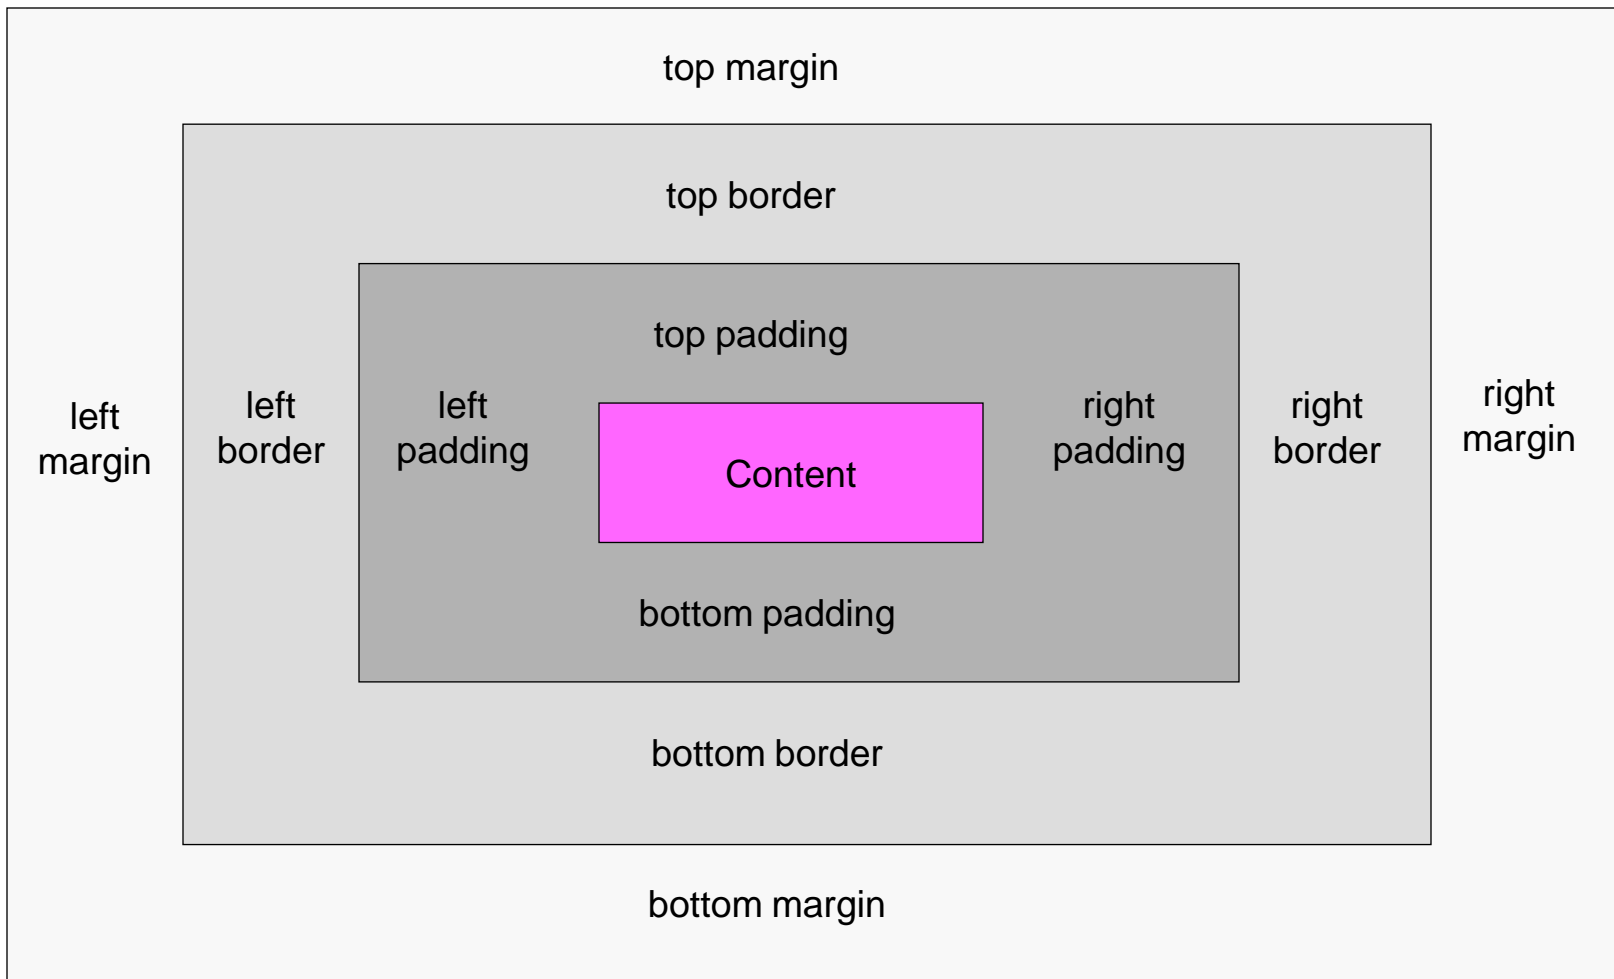 top margin
top border
top padding
left
margin
left
border
left
padding
Content
right
padding
right
border
right
margin
bottom padding
bottom border
bottom margin